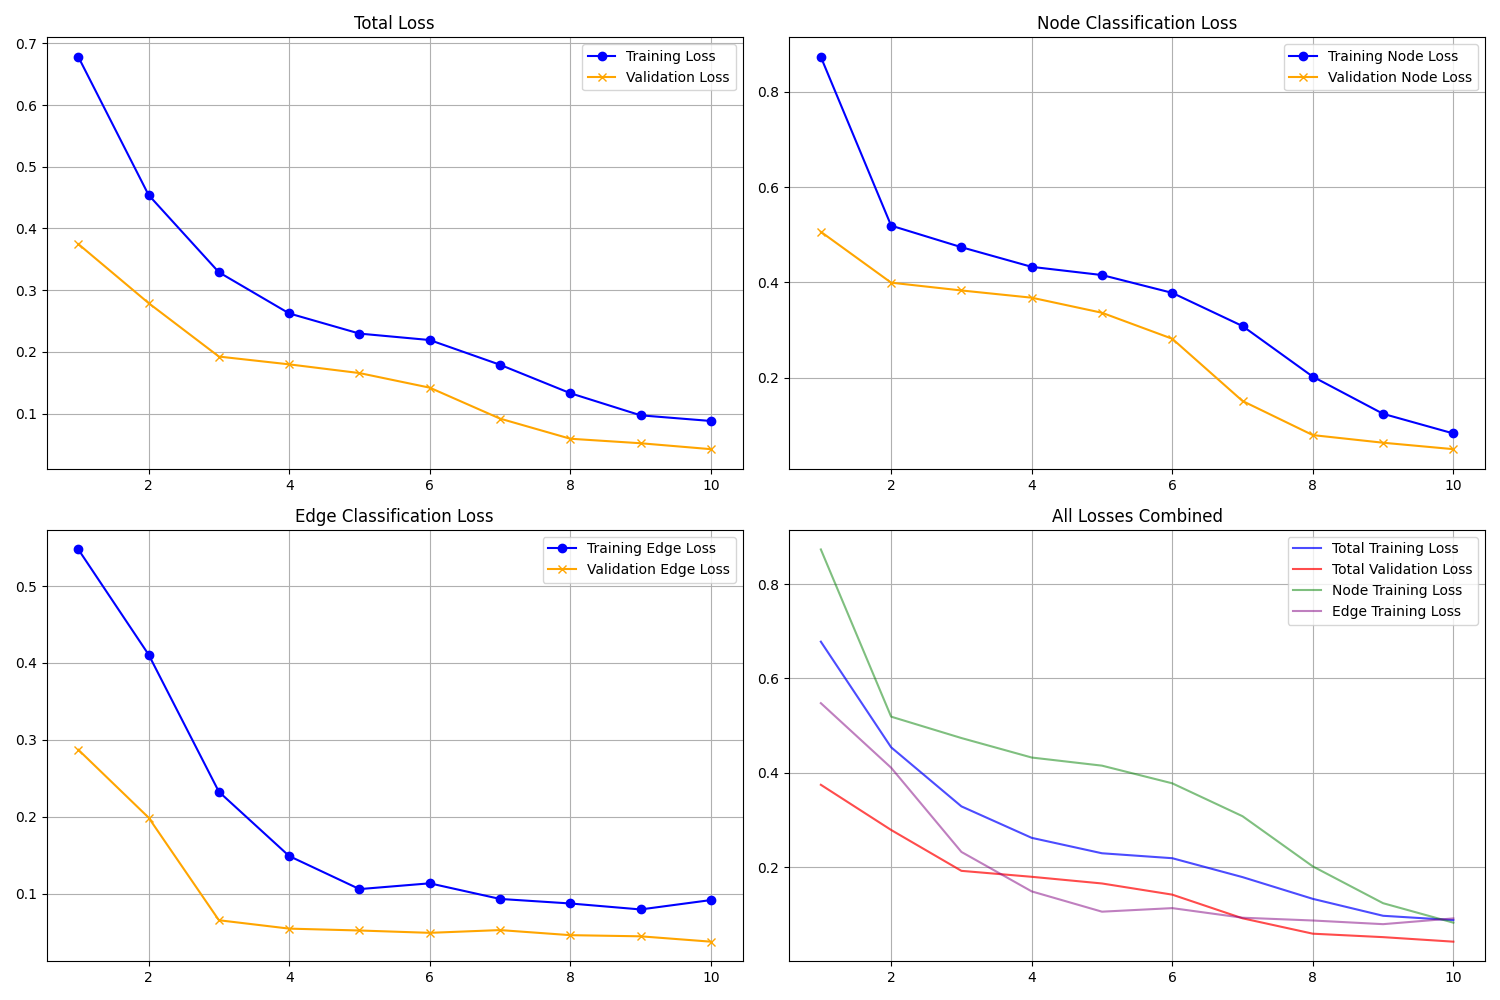 Total Loss
0.7
0.6
0.5
0.4
0.3
0.2
0.1
2
4
6
8
10
Training Loss
Validation Loss
Node Classification Loss
0.8
0.6
0.4
0.2
2
4
6
8
10
Training Node Loss
Validation Node Loss
Edge Classification Loss
0.5
0.4
0.3
0.2
0.1
2
4
6
8
10
Training Edge Loss
Validation Edge Loss
All Losses Combined
0.8
0.6
0.4
0.2
2
4
6
8
10
Total Training Loss
Total Validation Loss
Node Training Loss
Edge Training Loss